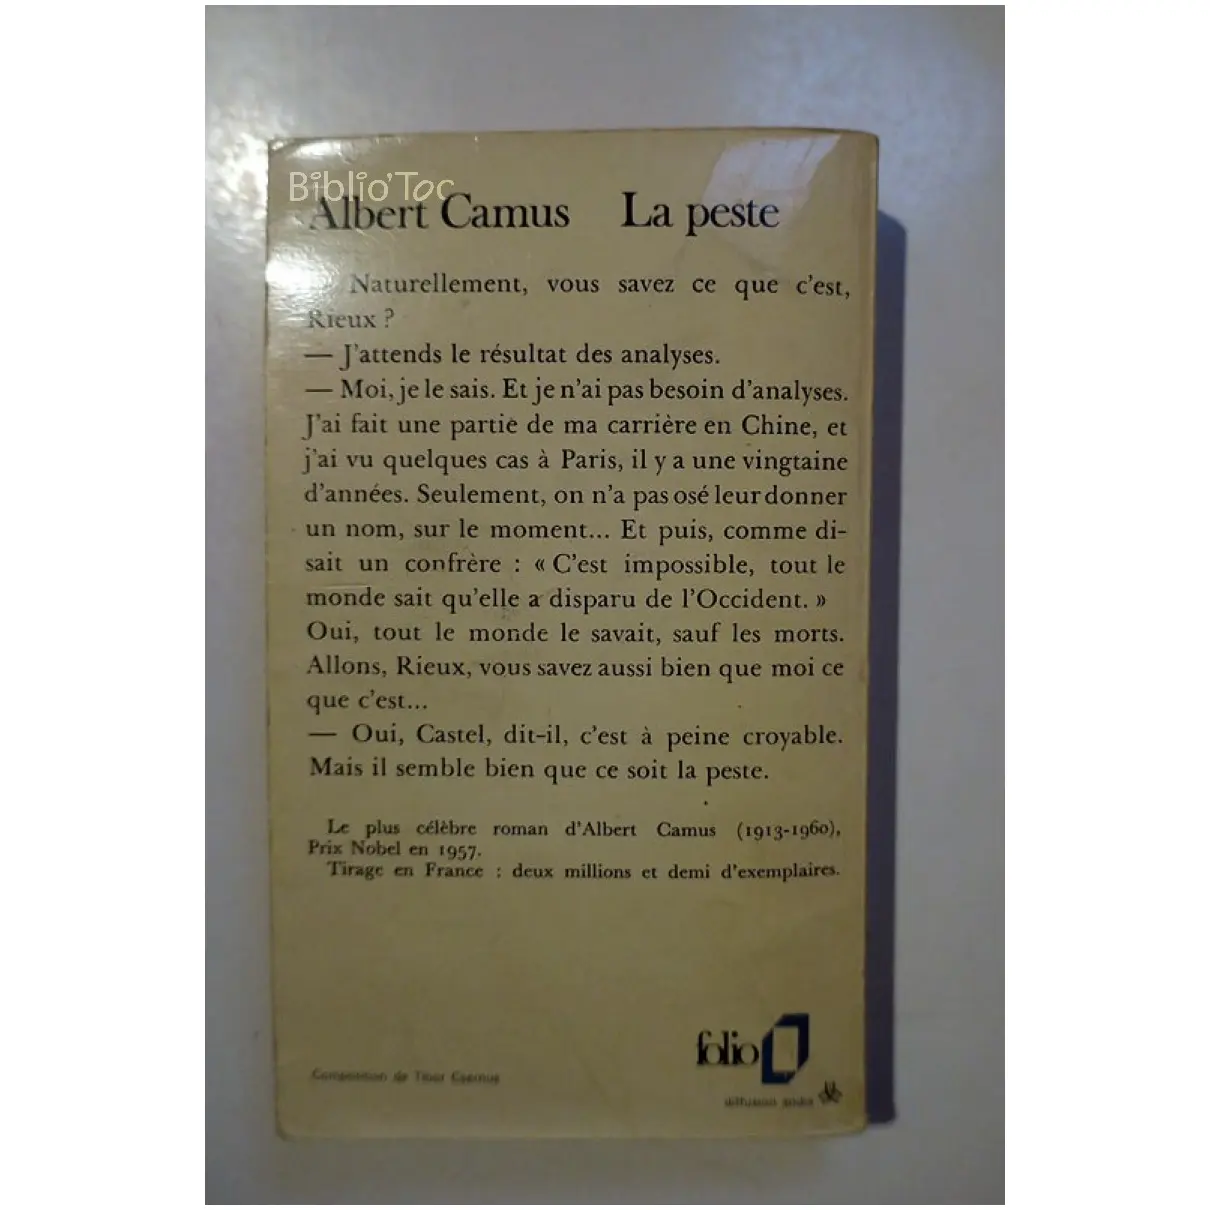 Biblio'Toc
Albert Camus La peste
Naturellement, vous savez ce que c'est,
Rieux ?
— J'attends le résultat des analyses.
— Moi, je le sais. Et je n'ai pas besoin d'analyses.
J'ai fait une partie de ma carrière en Chine, et
j'ai vu quelques cas à Paris, il y a une vingtaine
d'années. Seulement, on n'a pas osé leur donner
un nom, sur le moment... Et puis, comme di-
sait un confrère : « C'est impossible, tout le
monde sait qu'elle a disparu de l'Occident. »
Oui, tout le monde le savait, sauf les morts.
Allons, Rieux, vous savez aussi bien que moi ce
que c'est...
— Oui, Castel, dit-il, c'est à peine croyable.
Mais il semble bien que ce soit la peste.
Le plus célèbre roman d'Albert Camus (1913-1960),
Prix Nobel en 1957.
Tirage en France : deux millions et demi d'exemplaires.
folio
Composition de Tibor Csernus
diffusion sodis